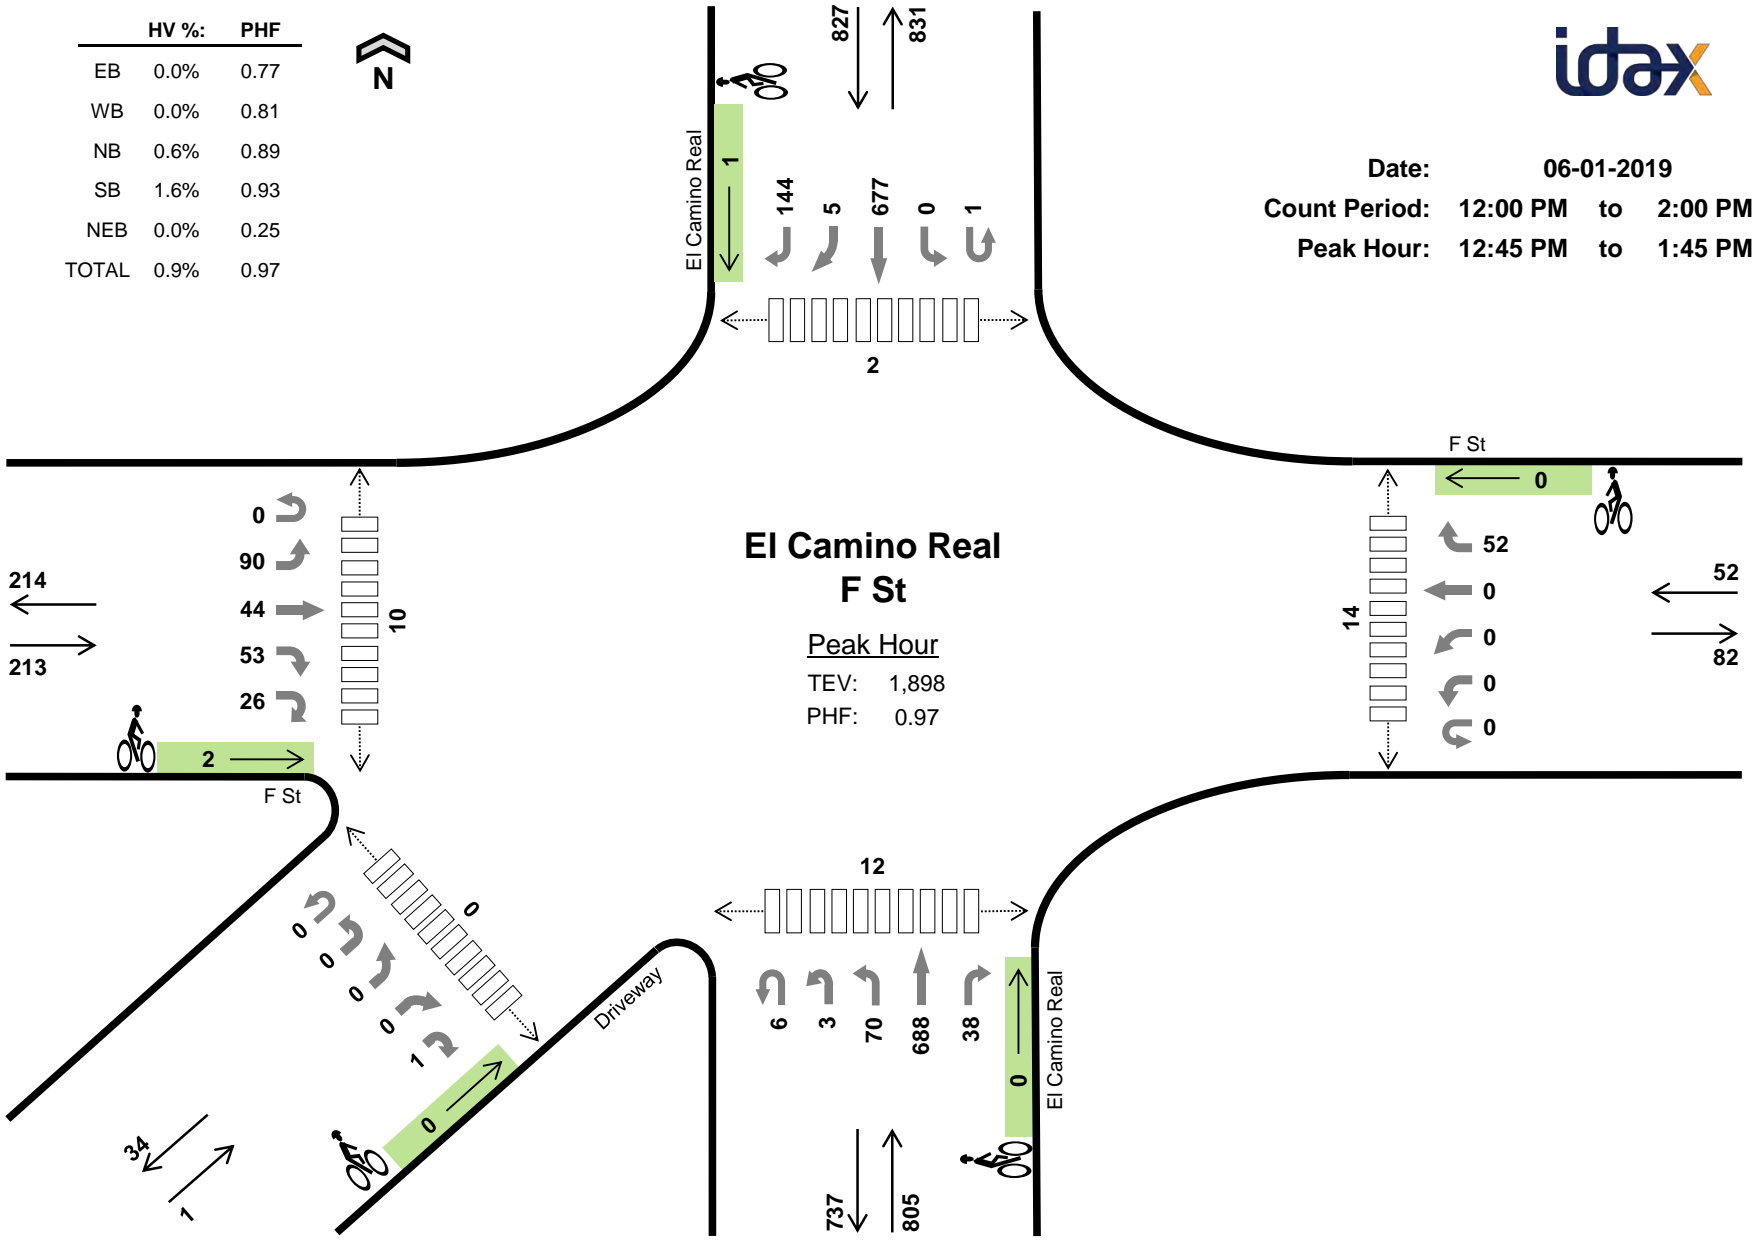 HV %: PHF
EB 0.0% 0.77
WB 0.0% 0.81
NB 0.6% 0.89
SB 1.6% 0.93
NEB 0.0% 0.25
TOTAL 0.9% 0.97
N
idax
Date: 06-01-2019
Count Period: 12:00 PM to 2:00 PM
Peak Hour: 12:45 PM to 1:45 PM
827
831
El Camino Real
1
144
5
677
0
1
2
F St
0
52
0
0
0
0
14
52
82
0
90
44
53
26
10
214
213
2
F St
El Camino Real
F St
Peak Hour
TEV: 1,898
PHF: 0.97
0
0
0
0
0
1
0
Driveway
34
1
12
6
3
70
688
38
0
El Camino Real
737
805